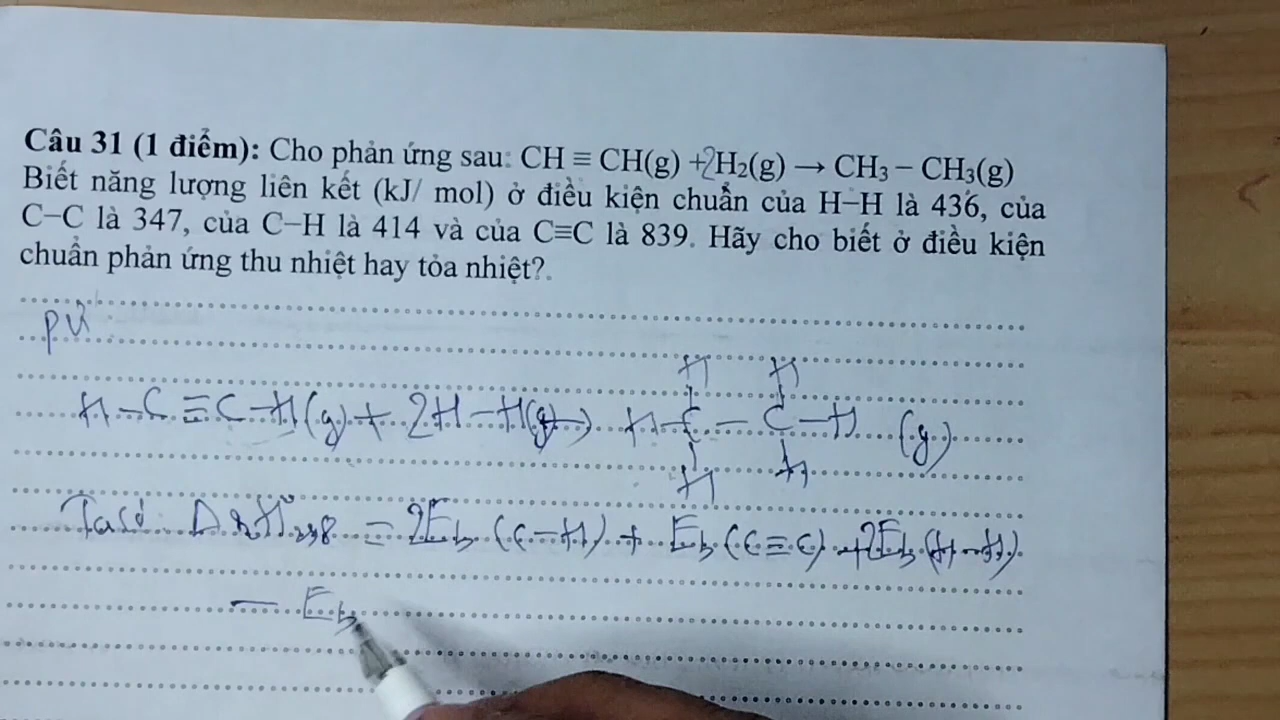 Câu 31 (1 điểm): Cho phản ứng sau: CH ≡ CH(g) + 2H₂(g) → CH₃ – CH₃(g)
Biết năng lượng liên kết (kJ/ mol) ở điều kiện chuẩn của H–H là 436, của
C–C là 347, của C–H là 414 và của C≡C là 839. Hãy cho biết ở điều kiện
chuẩn phản ứng thu nhiệt hay tỏa nhiệt?.
PƯ
H H
H – C ≡ C – H(g) + 2H – H(g) → H – C – C – H (g)
H H
Ta có ΔrH°298 = 2Eb (C – H) + Eb (C ≡ C) + 2Eb (H – H)
– Eb